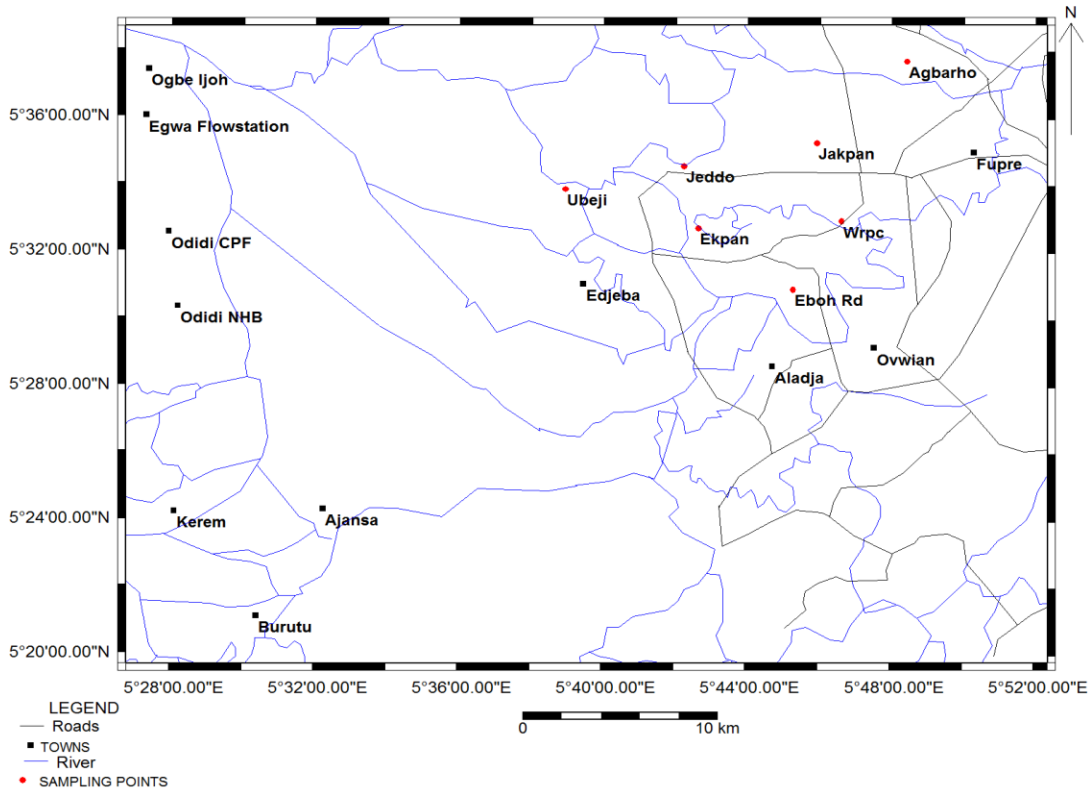 N
Ogbe Ijoh
Agbarho
5°36'00.00"N
Egwa Flowstation
Jakpan
Fupre
Jeddo
Ubeji
Ekpan
Wrpc
Odidi CPF
5°32'00.00"N
Edjeba
Eboh Rd
Odidi NHB
Ovwian
Aladja
5°28'00.00"N
Kerem
Ajansa
5°24'00.00"N
Burutu
5°20'00.00"N
5°28'00.00"E 5°32'00.00"E 5°36'00.00"E 5°40'00.00"E 5°44'00.00"E 5°48'00.00"E 5°52'00.00"E
LEGEND
Roads
TOWNS
River
SAMPLING POINTS
0 10 km